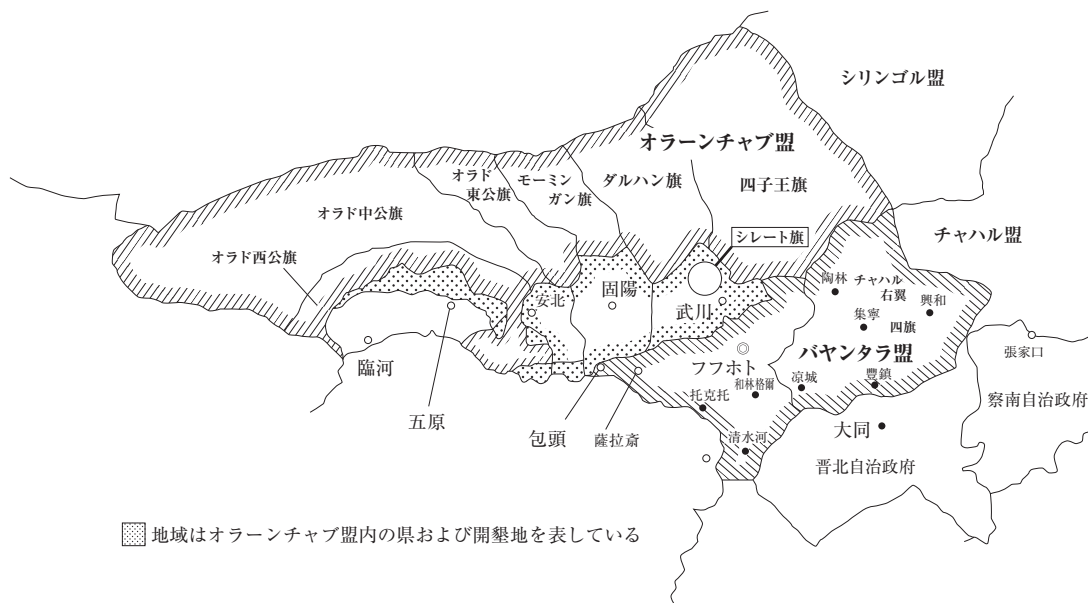 シリンゴル盟
オラーンチャブ盟
オラド
東公旗
モーミン
ガン旗
ダルハン旗
四子王旗
オラド中公旗
チャハル盟
シレート旗
オラド西公旗
陶林
チャハル
右翼
四旗
興和
集寧
安北
固陽
武川
バヤンタラ盟
張家口
フフホト
臨河
和林格爾
涼城
豐鎮
托克托
察南自治政府
五原
包頭
薩拉斎
清水河
大同
晋北自治政府
地域はオラーンチャブ盟内の県および開墾地を表している